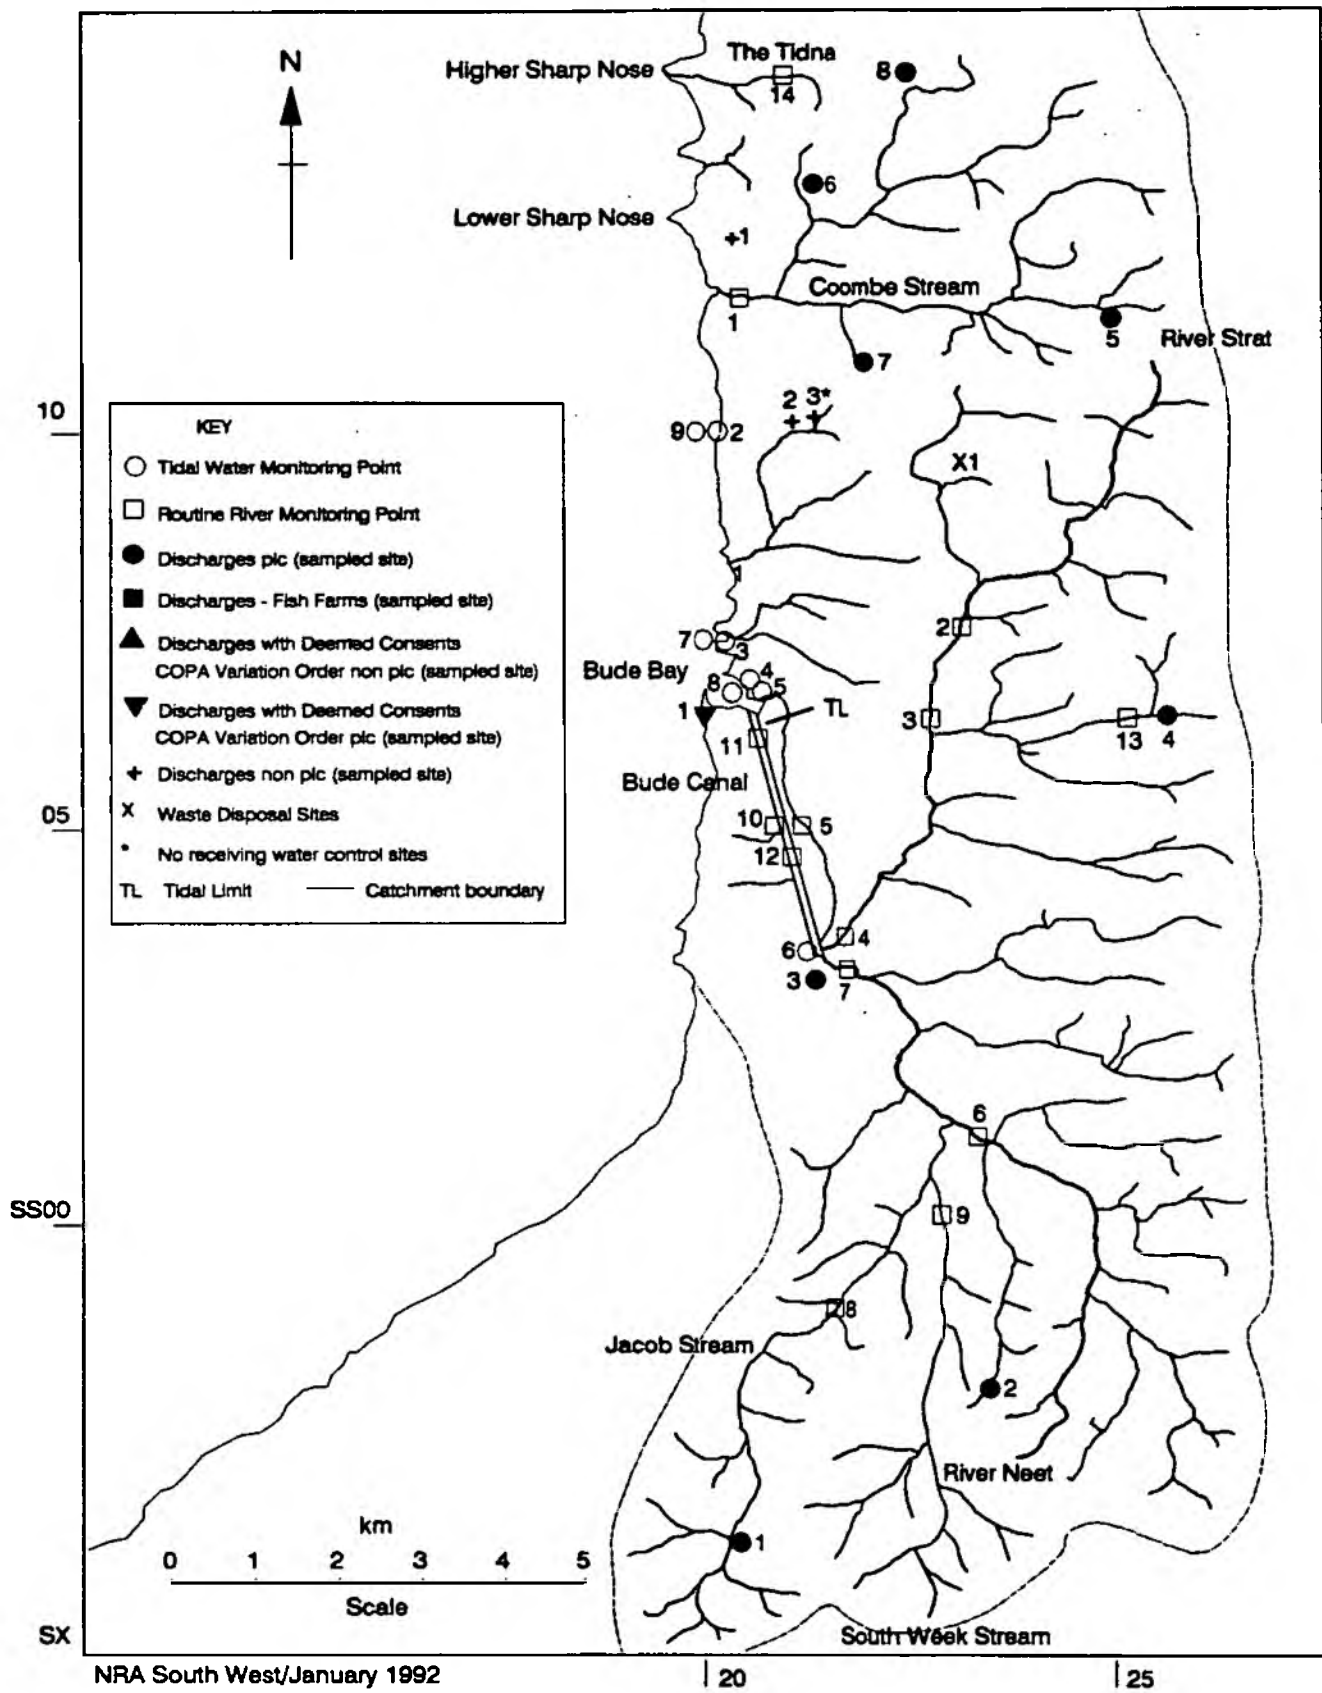 N
The Tidna
Higher Sharp Nose
14
8
6
Lower Sharp Nose
+1
Coombe Stream
1
5
River Strat
7
10
2 3*
9 2
X1
KEY
Tidal Water Monitoring Point
Routine River Monitoring Point
Discharges plc (sampled site)
Discharges - Fish Farms (sampled site)
Discharges with Deemed Consents
COPA Variation Order non plc (sampled site)
Discharges with Deemed Consents
COPA Variation Order plc (sampled site)
+ Discharges non plc (sampled site)
X Waste Disposal Sites
* No receiving water control sites
TL Tidal Limit Catchment boundary
2
7 3
Bude Bay
4
8 5
1
TL
3
13 4
11
Bude Canal
05
10 5
12
4
6
3 7
6
SS00
9
8
Jacob Stream
2
River Neet
1
km
0 1 2 3 4 5
Scale
SX
South Week Stream
NRA South West/January 1992
20
25